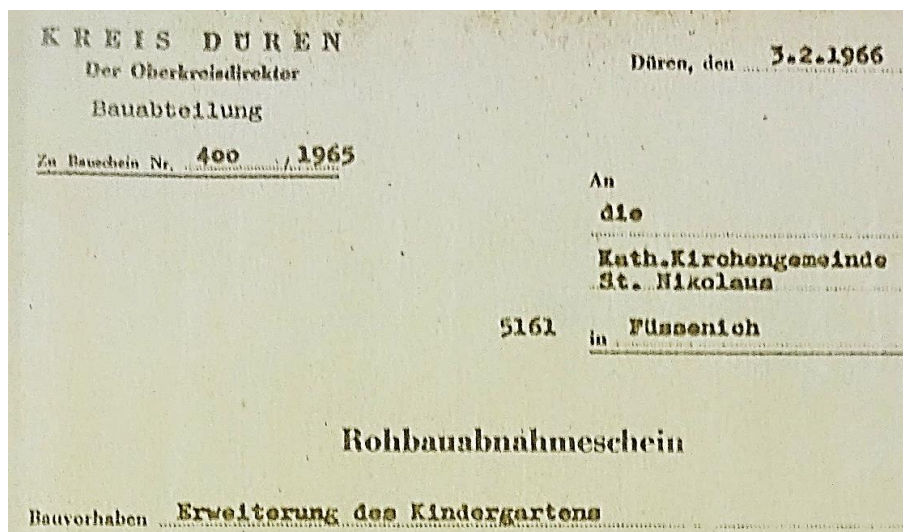 KREIS DÜREN
Der Oberkreisdirektor
Bauabteilung
Düren, den 3.2.1966
Zu Bauschein Nr. 400 / 1965
An
die
Kath.Kirchengemeinde
St. Nikolaus
5161 in Füssenich
Rohbauabnahmeschein
Bauvorhaben Erweiterung des Kindergartens